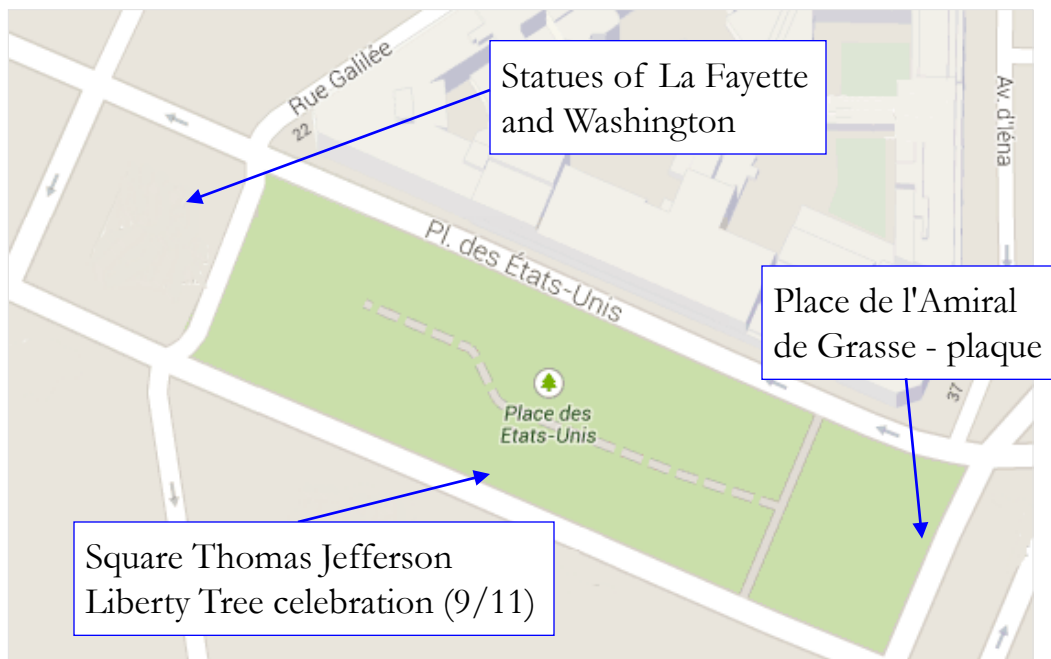 Rue Galilée
22
Statues of La Fayette
and Washington
Av. d'Iéna
Pl. des États-Unis
Place de l'Amiral
de Grasse - plaque
37
Place des
Etats-Unis
Square Thomas Jefferson
Liberty Tree celebration (9/11)